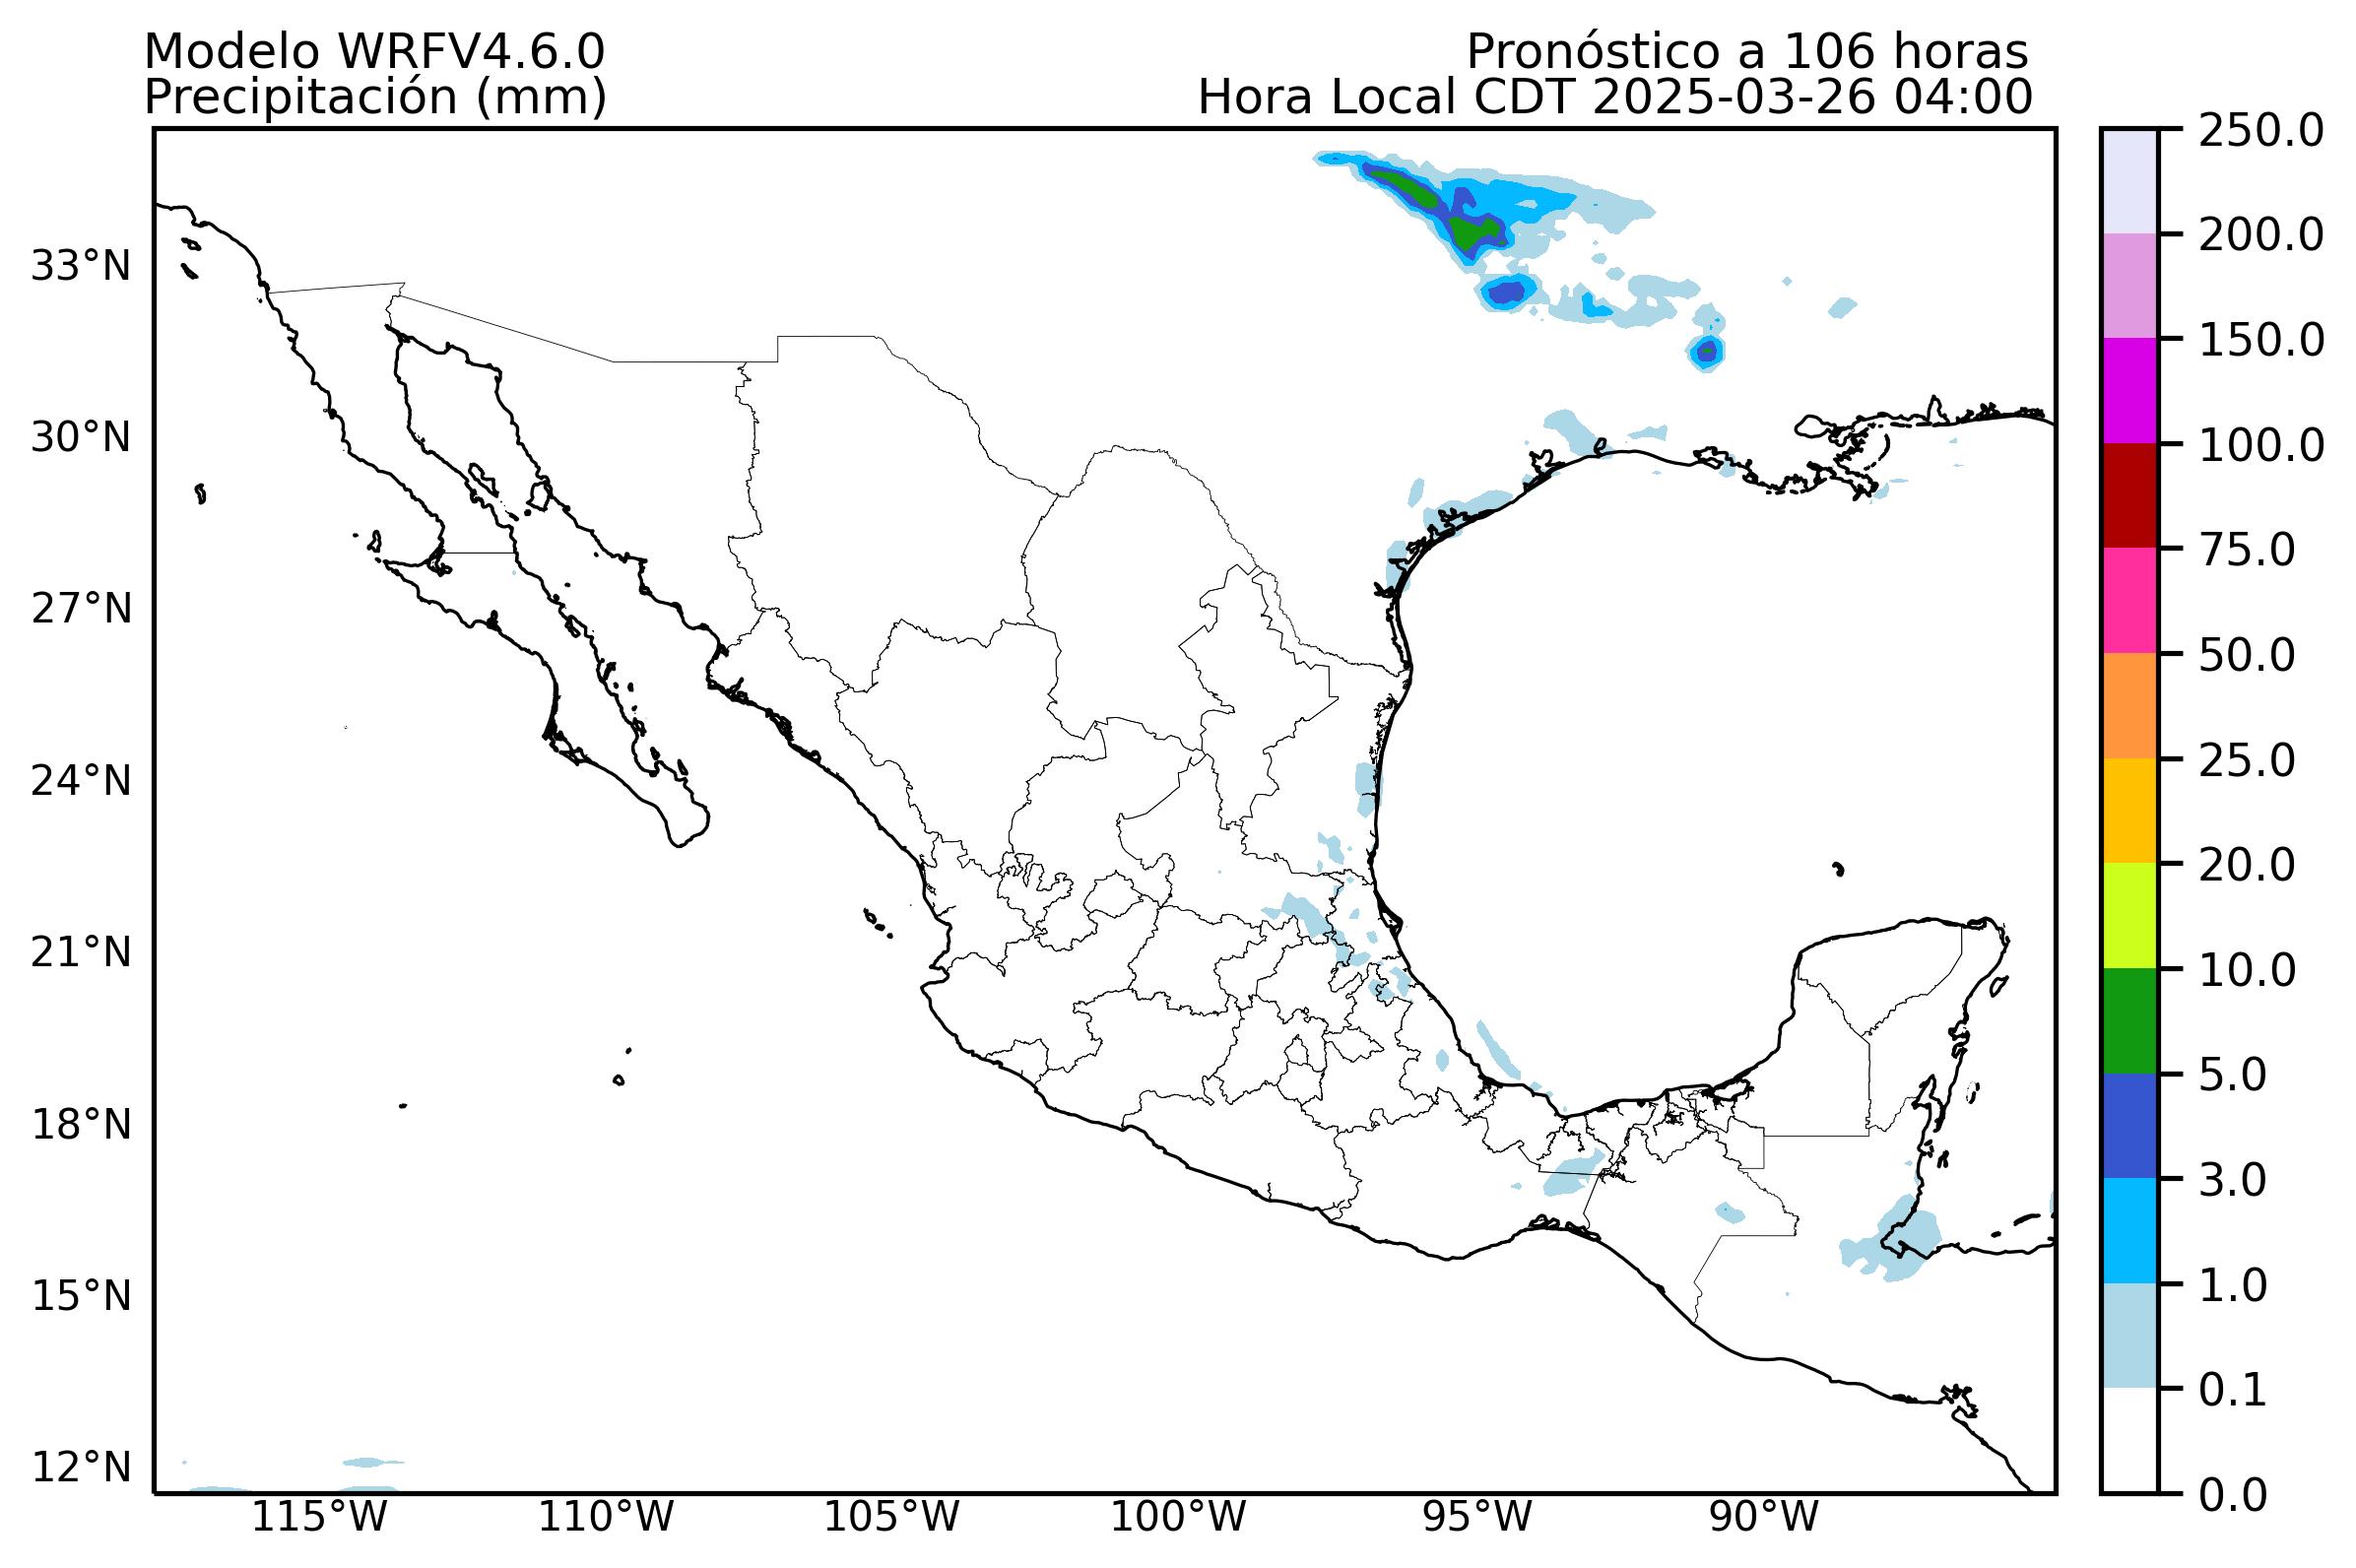 Modelo WRFV4.6.0
Pronóstico a 106 horas
Precipitación (mm)
Hora Local CDT 2025-03-26 04:00
33°N
30°N
27°N
24°N
21°N
18°N
15°N
12°N
115°W
110°W
105°W
100°W
95°W
90°W
250.0
200.0
150.0
100.0
75.0
50.0
25.0
20.0
10.0
5.0
3.0
1.0
0.1
0.0